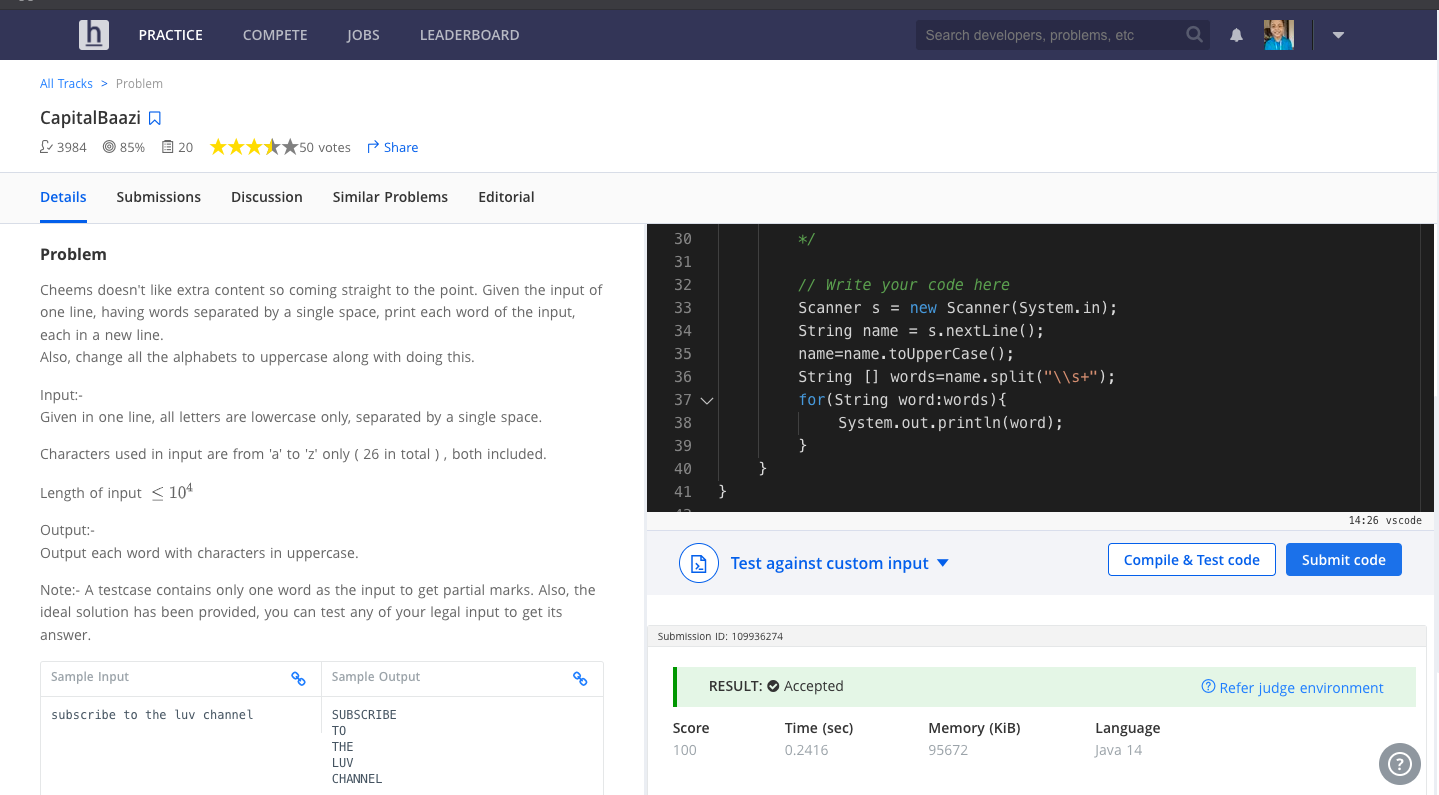 h PRACTICE COMPETE JOBS LEADERBOARD Search developers, problems, etc
All Tracks > Problem
CapitalBaazi
3984 85% 20 50 votes Share
Details Submissions Discussion Similar Problems Editorial
Problem
Cheems doesn't like extra content so coming straight to the point. Given the input of
one line, having words separated by a single space, print each word of the input,
each in a new line.
Also, change all the alphabets to uppercase along with doing this.
Input:-
Given in one line, all letters are lowercase only, separated by a single space.
Characters used in input are from 'a' to 'z' only ( 26 in total ) , both included.
Length of input ≤ 10⁴
Output:-
Output each word with characters in uppercase.
Note:- A testcase contains only one word as the input to get partial marks. Also, the
ideal solution has been provided, you can test any of your legal input to get its
answer.
Sample Input Sample Output
subscribe to the luv channel SUBSCRIBE
TO
THE
LUV
CHANNEL
30 */
31
32 // Write your code here
33 Scanner s = new Scanner(System.in);
34 String name = s.nextLine();
35 name=name.toUpperCase();
36 String [] words=name.split("\\s+");
37 for(String word:words){
38 System.out.println(word);
39 }
40 }
41 }
14:26 vscode
Test against custom input Compile & Test code Submit code
Submission ID: 109936274
RESULT: Accepted ? Refer judge environment
Score Time (sec) Memory (KiB) Language
100 0.2416 95672 Java 14
?